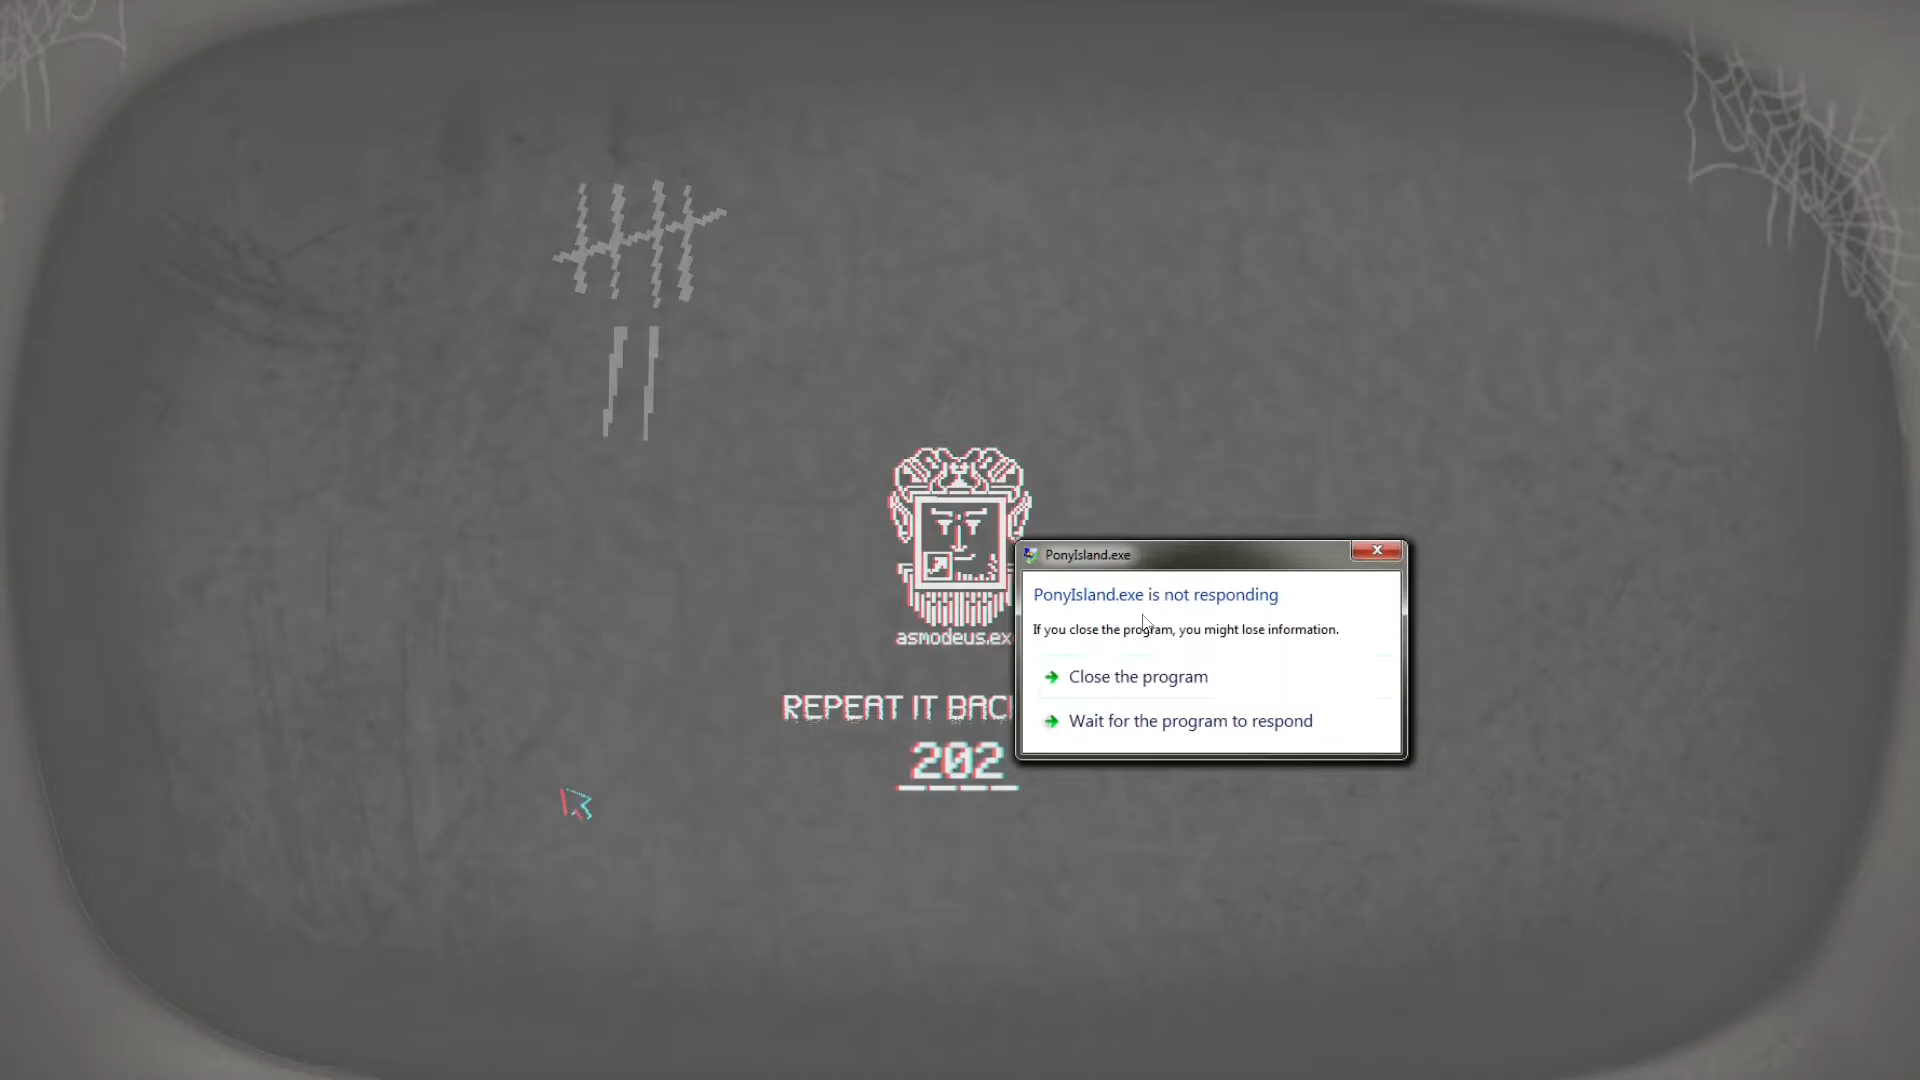 PonyIsland.exe
PonyIsland.exe is not responding
If you close the program, you might lose information.
asmodeus.ex
Close the program
REPEAT IT BAC
Wait for the program to respond
202